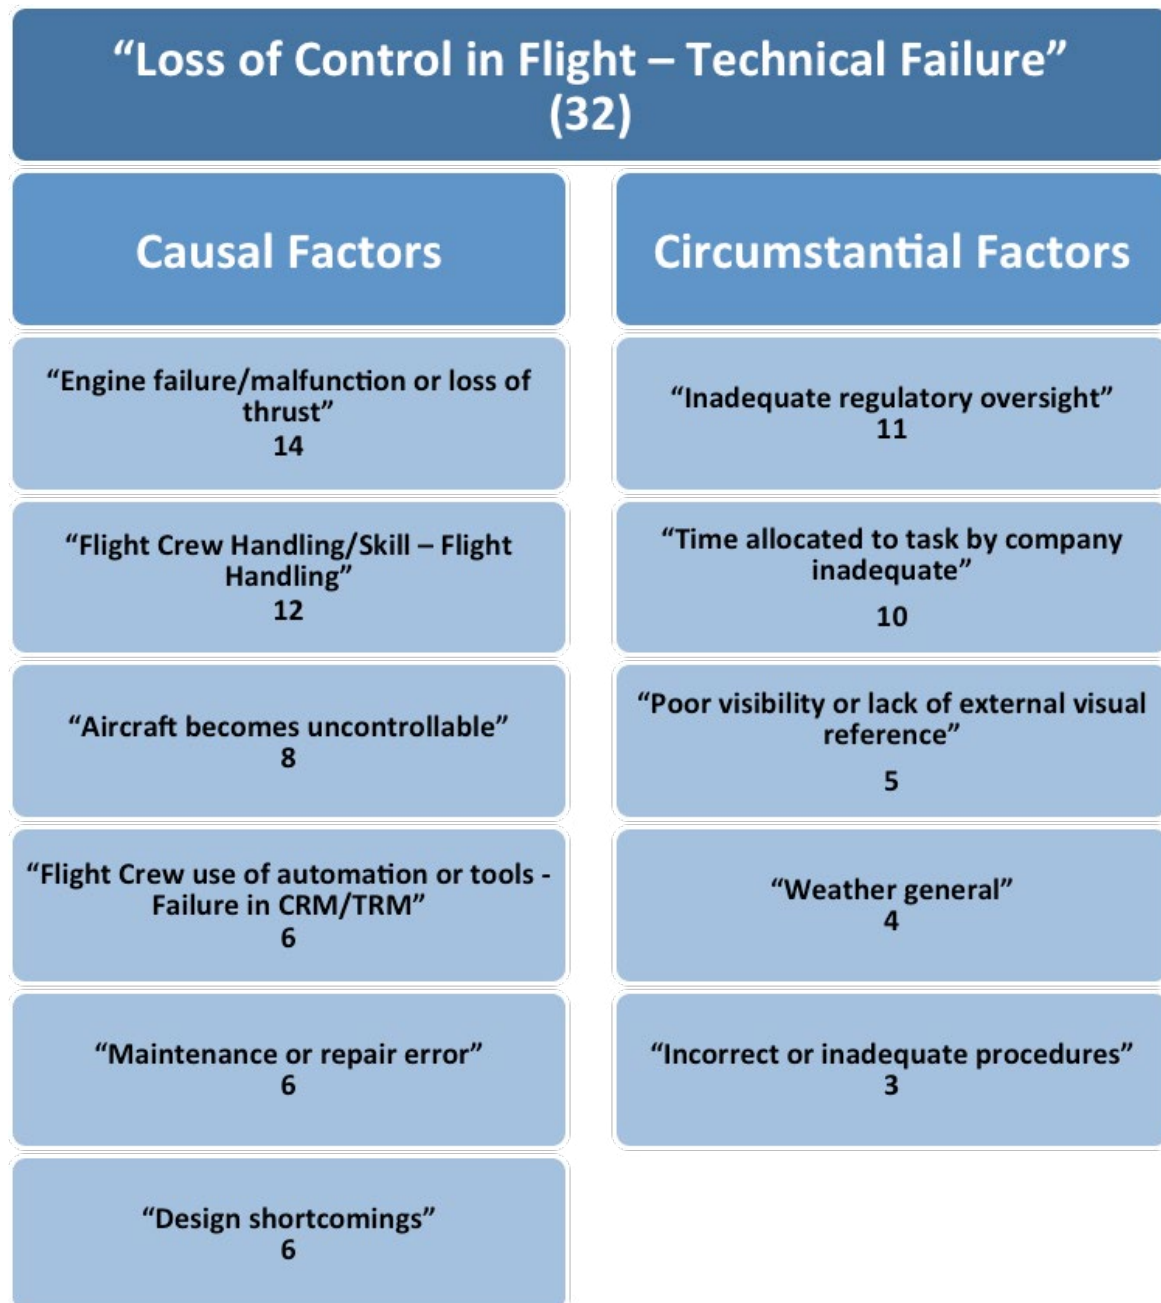 “Loss of Control in Flight – Technical Failure”
(32)
Causal Factors
“Engine failure/malfunction or loss of
thrust”
14
“Flight Crew Handling/Skill – Flight
Handling”
12
“Aircraft becomes uncontrollable”
8
“Flight Crew use of automation or tools -
Failure in CRM/TRM”
6
“Maintenance or repair error”
6
“Design shortcomings”
6
Circumstantial Factors
“Inadequate regulatory oversight”
11
“Time allocated to task by company
inadequate”
10
“Poor visibility or lack of external visual
reference”
5
“Weather general”
4
“Incorrect or inadequate procedures”
3